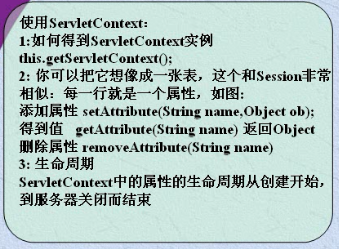 使用ServletContext：
1:如何得到ServletContext实例
this.getServletContext();
2: 你可以把它想像成一张表，这个和Session非常
相似：每一行就是一个属性，如图:
添加属性 setAttribute(String name,Object ob);
得到值 getAttribute(String name) 返回Object
删除属性 removeAttribute(String name)
3: 生命周期
ServletContext中的属性的生命周期从创建开始，
到服务器关闭而结束